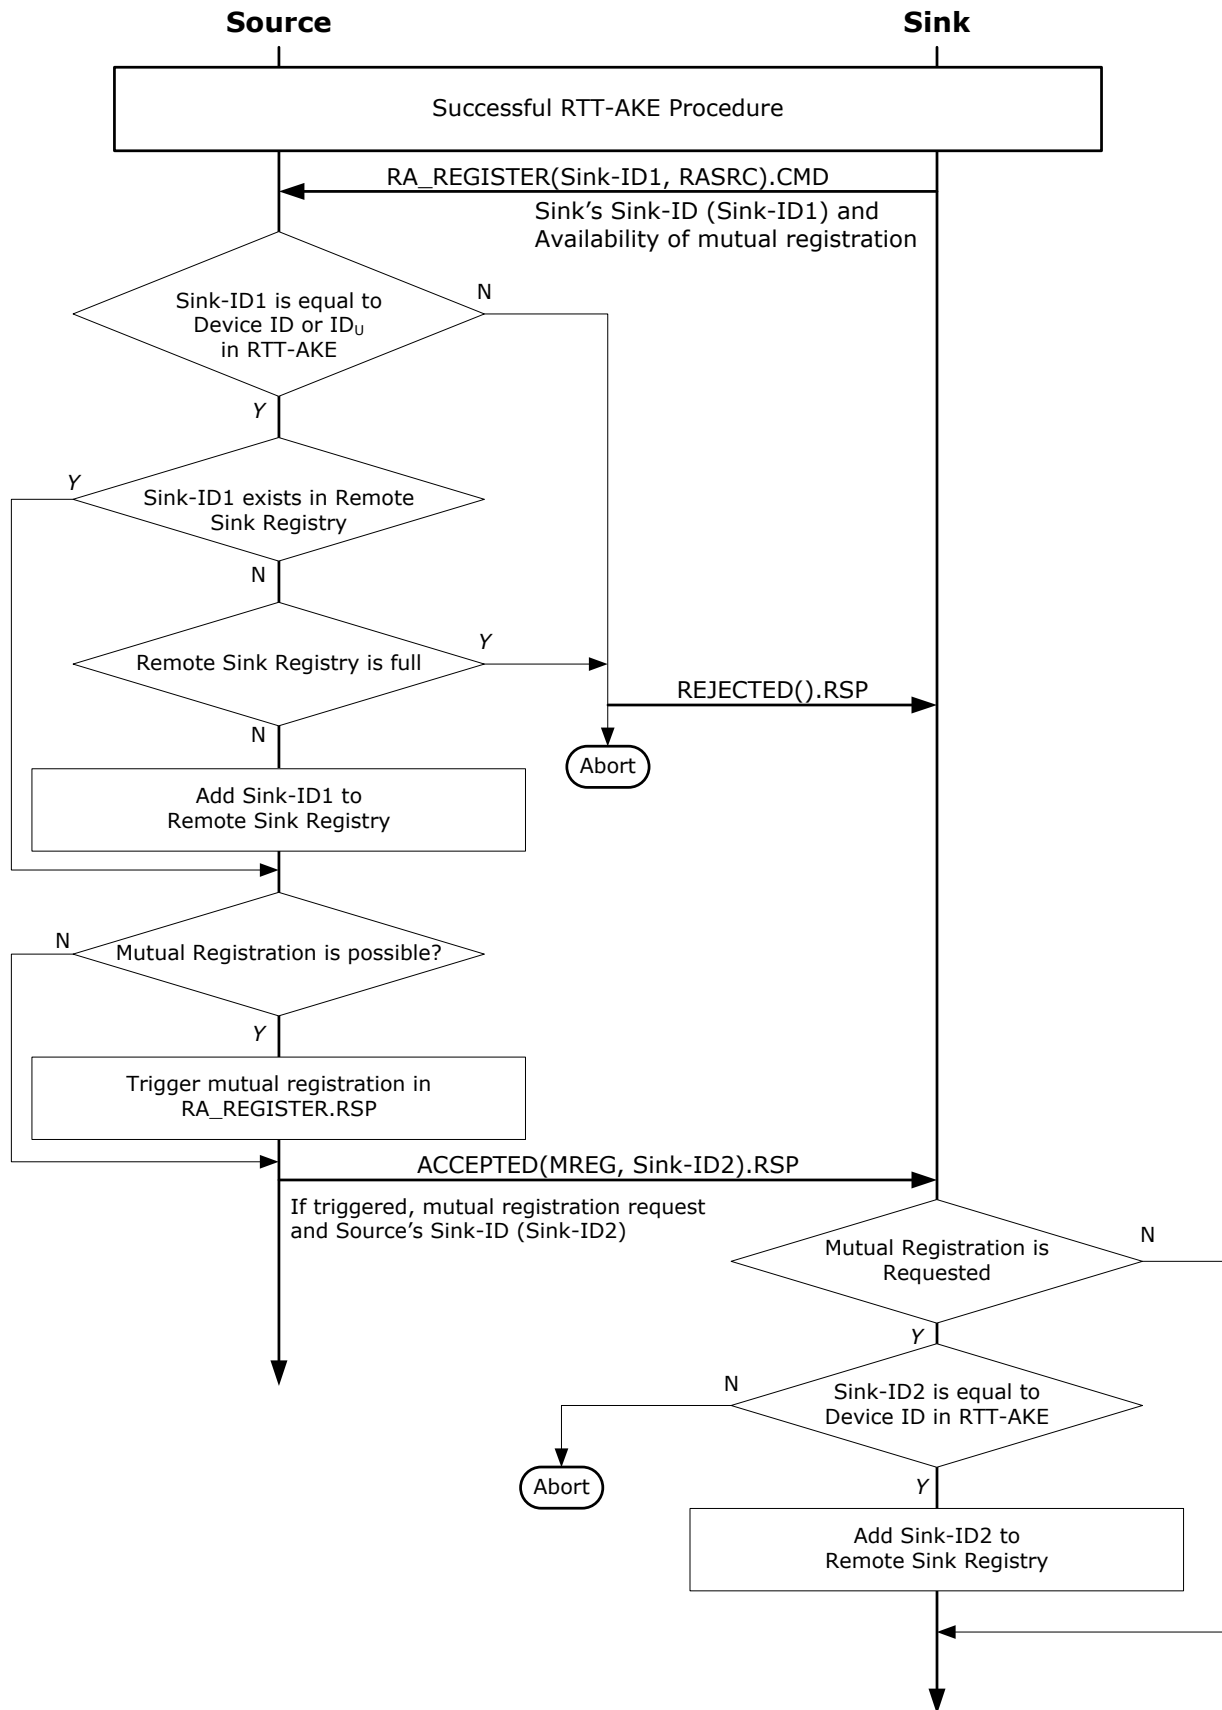 Source
Sink
Successful RTT-AKE Procedure
RA_REGISTER(Sink-ID1, RASRC).CMD
Sink’s Sink-ID (Sink-ID1) and
Availability of mutual registration
Sink-ID1 is equal to
Device ID or IDU
in RTT-AKE
N
Y
Sink-ID1 exists in Remote
Sink Registry
Y
N
Remote Sink Registry is full
Y
REJECTED().RSP
N
Abort
Add Sink-ID1 to
Remote Sink Registry
N
Mutual Registration is possible?
Y
Trigger mutual registration in
RA_REGISTER.RSP
ACCEPTED(MREG, Sink-ID2).RSP
If triggered, mutual registration request
and Source’s Sink-ID (Sink-ID2)
Mutual Registration is
Requested
N
Y
Sink-ID2 is equal to
Device ID in RTT-AKE
N
Abort
Y
Add Sink-ID2 to
Remote Sink Registry